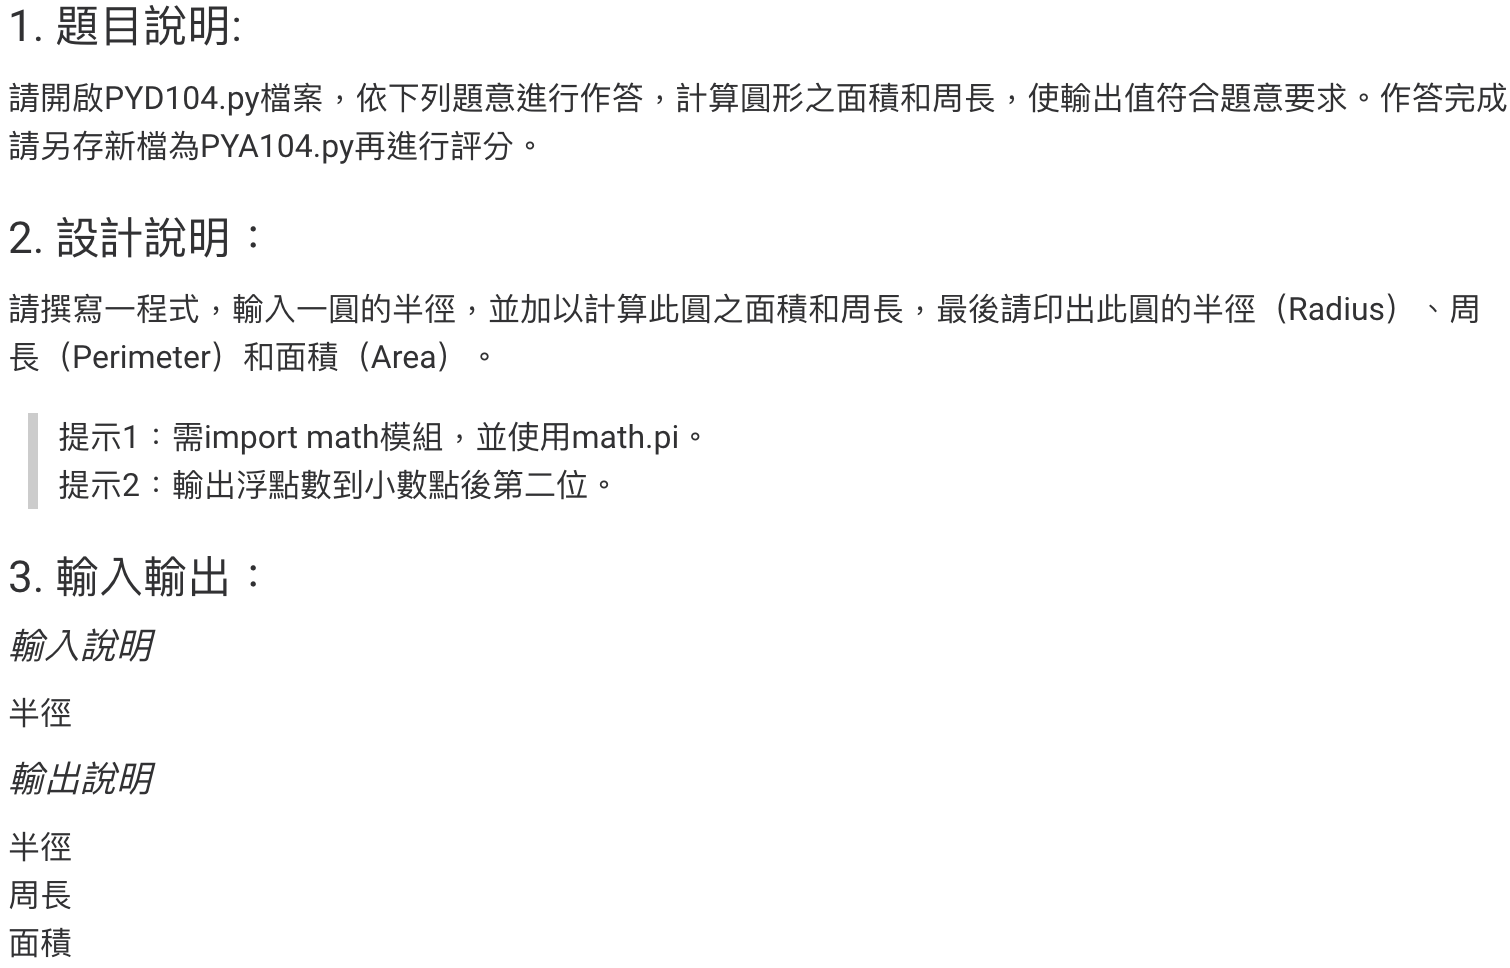 1. 題目說明:
請開啟PYD104.py檔案，依下列題意進行作答，計算圓形之面積和周長，使輸出值符合題意要求。作答完成
請另存新檔為PYA104.py再進行評分。
2. 設計說明：
請撰寫一程式，輸入一圓的半徑，並加以計算此圓之面積和周長，最後請印出此圓的半徑（Radius）、周
長（Perimeter）和面積（Area）。
提示1：需import math模組，並使用math.pi。
提示2：輸出浮點數到小數點後第二位。
3. 輸入輸出：
輸入說明
半徑
輸出說明
半徑
周長
面積